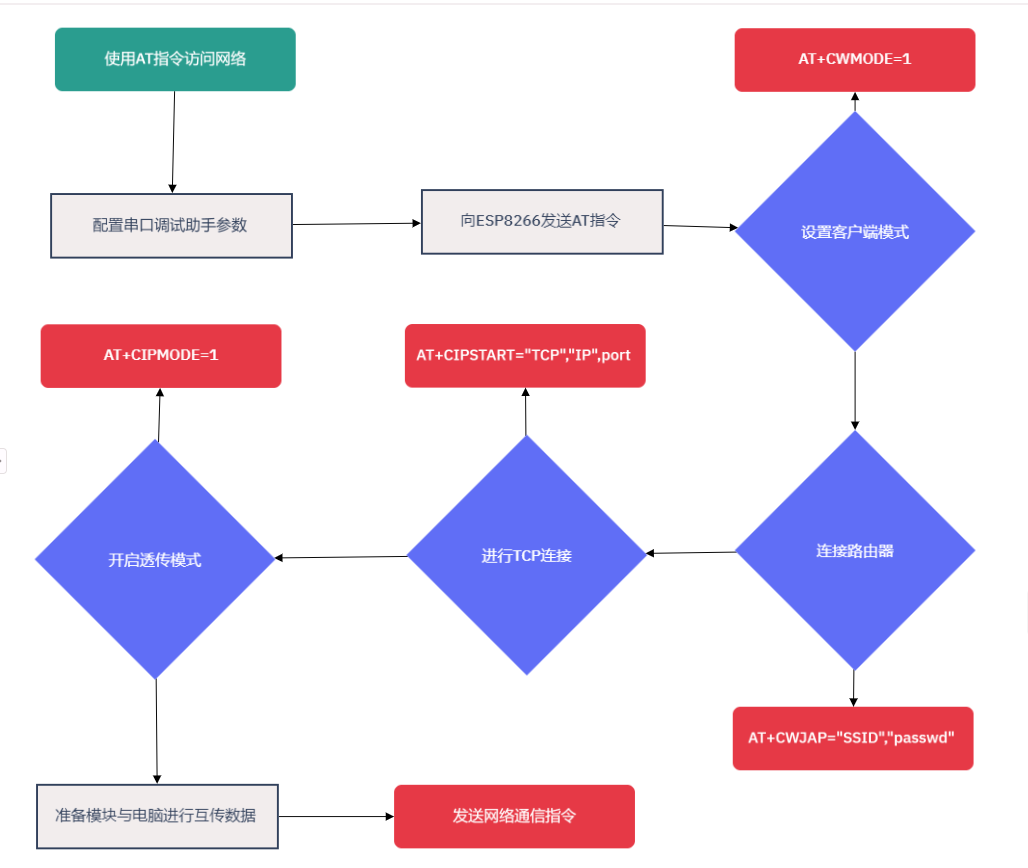 使用AT指令访问网络
AT+CWMODE=1
配置串口调试助手参数
向ESP8266发送AT指令
设置客户端模式
AT+CIPMODE=1
AT+CIPSTART="TCP","IP",port
开启透传模式
进行TCP连接
连接路由器
AT+CWJAP="SSID","passwd"
准备模块与电脑进行互传数据
发送网络通信指令